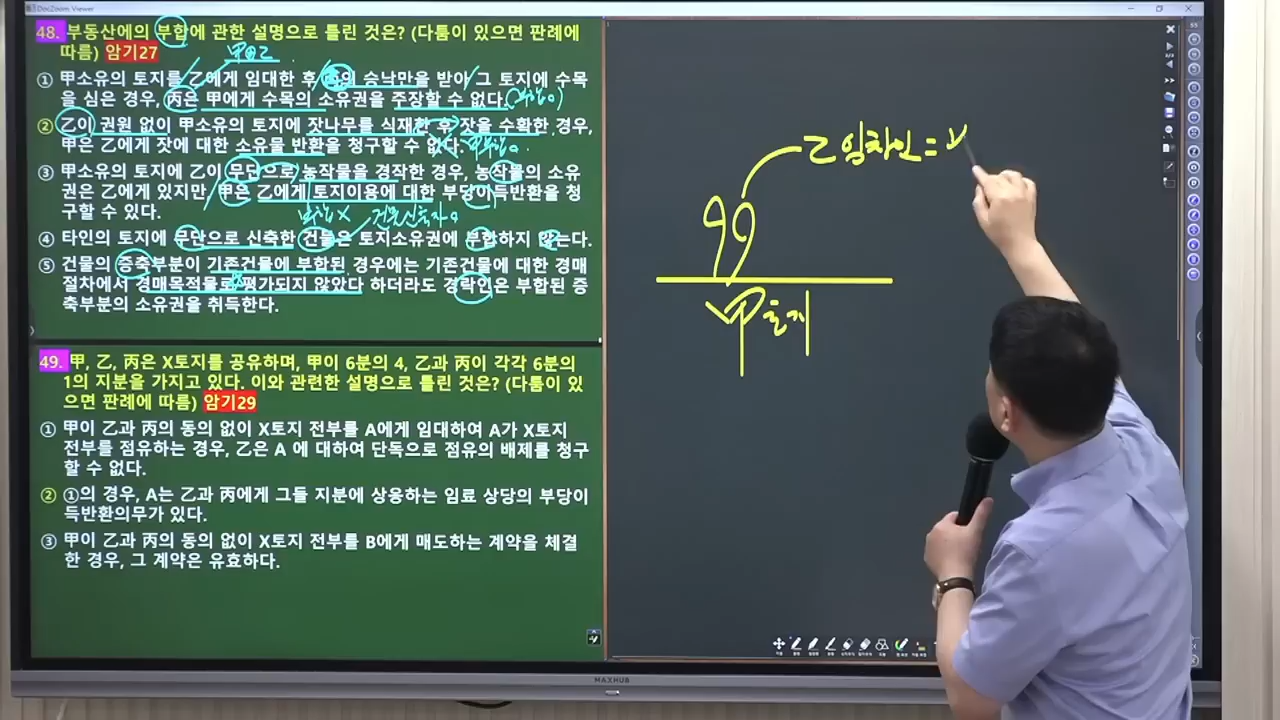 DocZoom Viewer
48. 부동산에의 부합에 관한 설명으로 틀린 것은? (다툼이 있으면 판례에
따름) 암기27
① 甲소유의 토지를 乙에게 임대한 후 丙이 乙의 승낙만을 받아 그 토지에 수목
을 심은 경우, 丙은 甲에게 수목의 소유권을 주장할 수 없다.
② 乙이 권원 없이 甲소유의 토지에 잣나무를 식재한 후 잣을 수확한 경우,
甲은 乙에게 잣에 대한 소유물 반환을 청구할 수 없다.
③ 甲소유의 토지에 乙이 무단으로 농작물을 경작한 경우, 농작물의 소유
권은 乙에게 있지만, 甲은 乙에게 토지이용에 대한 부당이득반환을 청
구할 수 있다.
④ 타인의 토지에 무단으로 신축한 건물은 토지소유권에 부합하지 않는다.
⑤ 건물의 증축부분이 기존건물에 부합된 경우에는 기존건물에 대한 경매
절차에서 경매목적물로 평가되지 않았다 하더라도 경락인은 부합된 증
축부분의 소유권을 취득한다.
49. 甲, 乙, 丙은 X토지를 공유하며, 甲이 6분의 4, 乙과 丙이 각각 6분의
1의 지분을 가지고 있다. 이와 관련한 설명으로 틀린 것은? (다툼이 있
으면 판례에 따름) 암기29
① 甲이 乙과 丙의 동의 없이 X토지 전부를 A에게 임대하여 A가 X토지
전부를 점유하는 경우, 乙은 A 에 대하여 단독으로 점유의 배제를 청구
할 수 없다.
② ①의 경우, A는 乙과 丙에게 그들 지분에 상응하는 임료 상당의 부당이
득반환의무가 있다.
③ 甲이 乙과 丙의 동의 없이 X토지 전부를 B에게 매도하는 계약을 체결
한 경우, 그 계약은 유효하다.
乙 임차인 =
甲 토지
MAXHUB